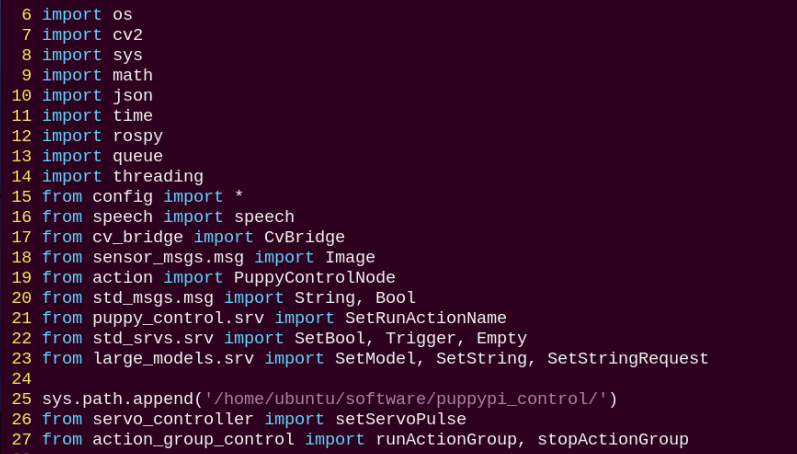 6 import os
7 import cv2
8 import sys
9 import math
10 import json
11 import time
12 import rospy
13 import queue
14 import threading
15 from config import *
16 from speech import speech
17 from cv_bridge import CvBridge
18 from sensor_msgs.msg import Image
19 from action import PuppyControlNode
20 from std_msgs.msg import String, Bool
21 from puppy_control.srv import SetRunActionName
22 from std_srvs.srv import SetBool, Trigger, Empty
23 from large_models.srv import SetModel, SetString, SetStringRequest
24
25 sys.path.append('/home/ubuntu/software/puppypi_control/')
26 from servo_controller import setServoPulse
27 from action_group_control import runActionGroup, stopActionGroup